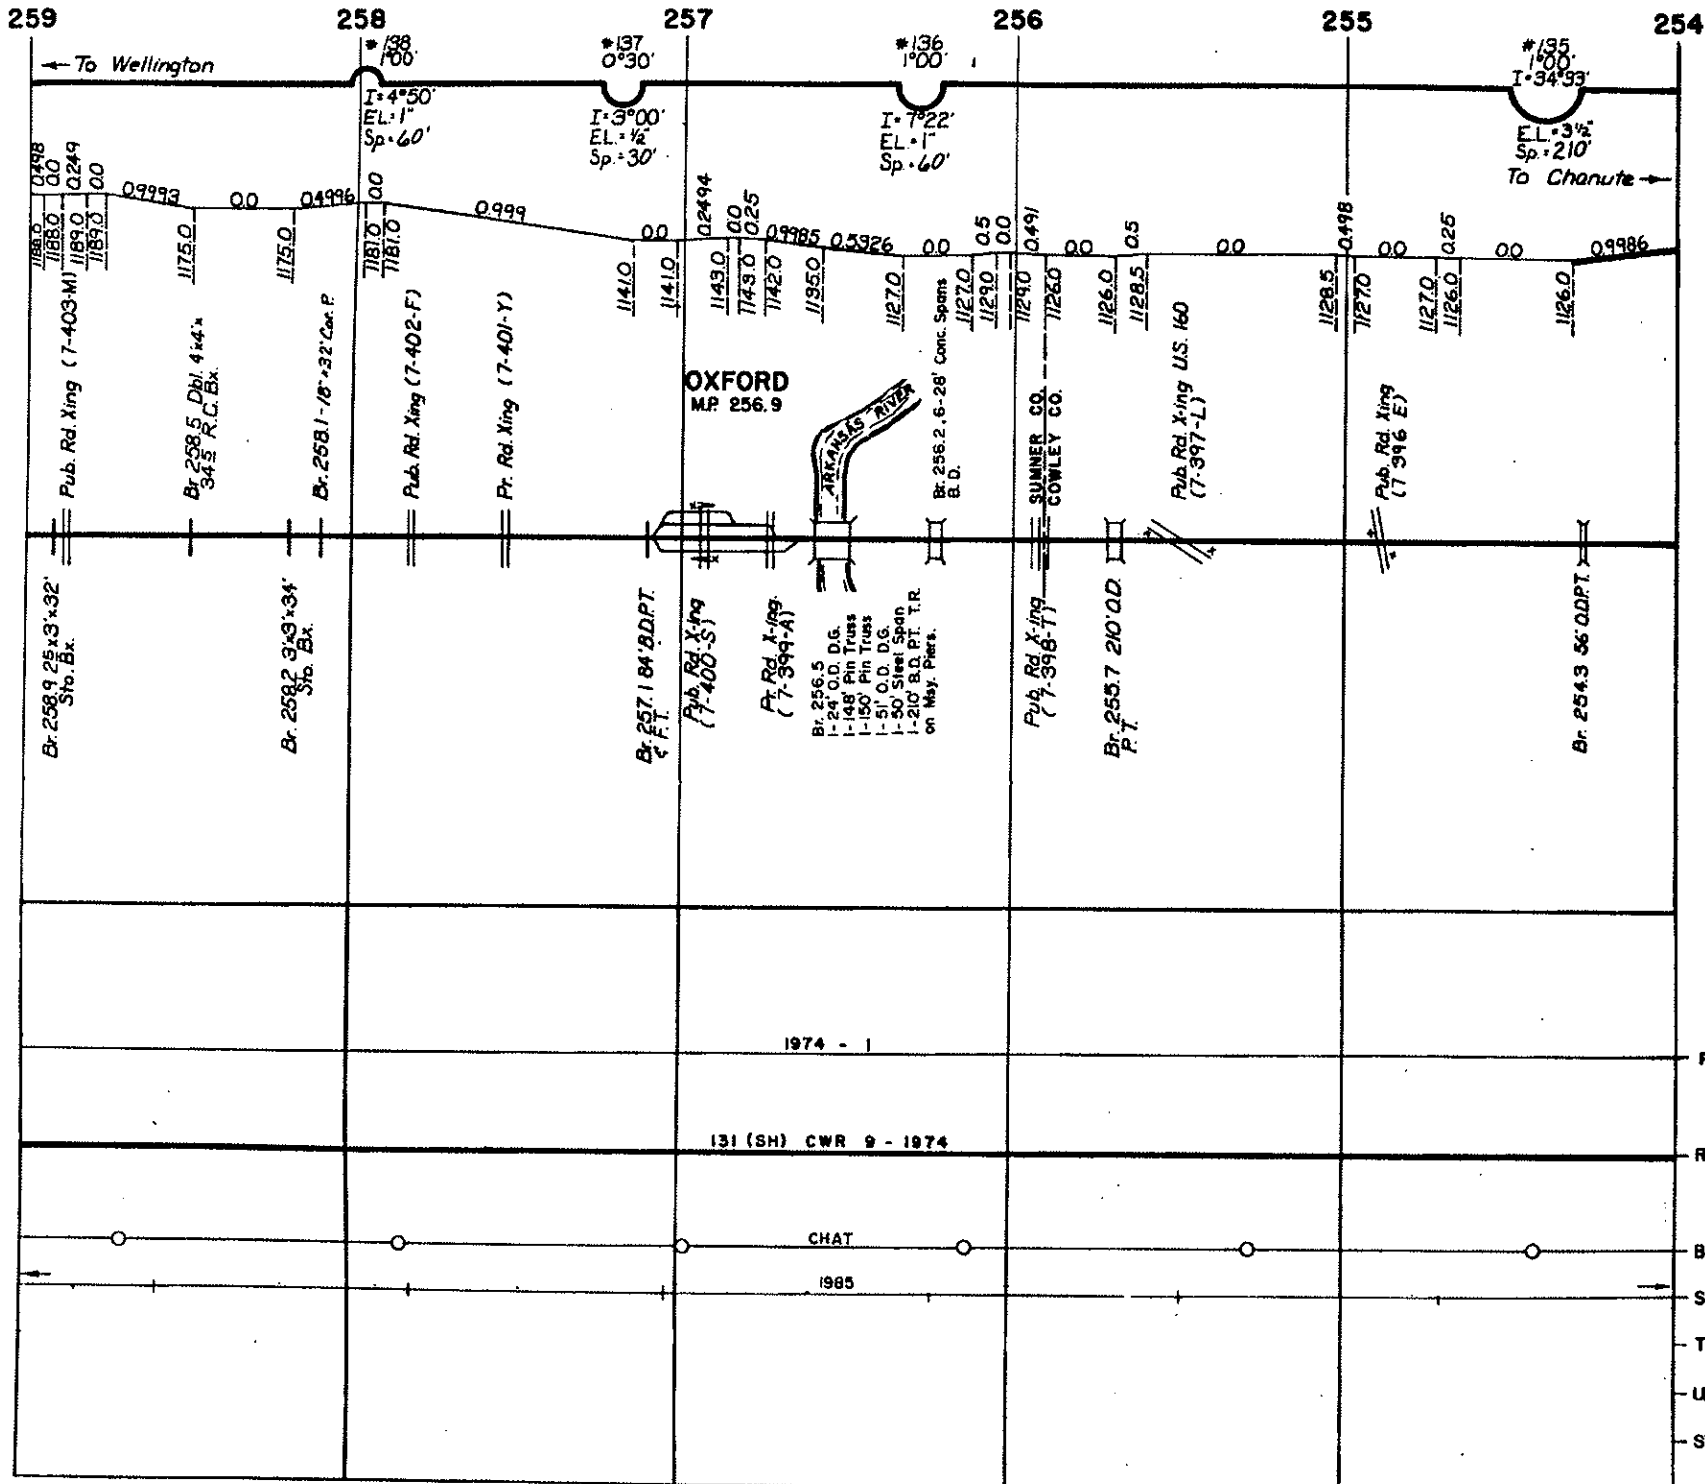 259
258
257
256
255
254
← To Wellington
#138
1°00'
I=4°50'
EL.=1"
Sp.=60'
#137
0°30'
I=3°00'
EL.=½"
Sp.=30'
#136
1°00'
I=7°22'
EL.=1"
Sp.=60'
#135
1°00'
I=34°33'
E.L.=3½"
Sp.=210'
To Chanute →
0.498
0.0
0.249
0.0
0.9993
0.0
0.4996
0.0
0.999
0.0
0.2494
0.0
0.25
0.9985
0.5326
0.0
0.5
0.0
0.491
0.0
0.5
0.0
0.498
0.0
0.25
0.0
0.9986
1188.0
1188.0
1189.0
1189.0
1175.0
1175.0
1181.0
1181.0
1141.0
1141.0
1143.0
1143.0
1142.0
1135.0
1127.0
1127.0
1129.0
1129.0
1126.0
1126.0
1128.5
1128.5
1127.0
1127.0
1126.0
1126.0
Pub. Rd. Xing (7-403-M)
Br. 258.5 Dbl. 4'x4'x
34.5 R.C. Bx.
Br. 258.1-18"x32' Cor. P.
Pub. Rd Xing (7-402-F)
Pr. Rd. Xing (7-401-Y)
OXFORD
M.P. 256.9
ARKANSAS RIVER
Br. 256.2, 6-28' Conc. Spans
B.D.
SUMNER CO.
COWLEY CO.
Pub. Rd. X-ing U.S. 160
(7-397-L)
Pub. Rd. Xing
(7 396 E)
Br. 258.9 2.5 x3'x32'
Sto. Bx.
Br. 258.2 3'x3'x34'
Sto. Bx.
Br. 257.1 84' B.D.P.T.
& F.T.
Pub. Rd. X-ing
(7-400-S)
Pr. Rd. X-ing.
(7-399-A)
Br. 256.5
1-24' O.D. D.G.
1-148' Pin Truss
1-150' Pin Truss
1-51' O.D. D.G.
1-50' Steel Span
1-210' B.D. P.T. T.R.
on Msy. Piers.
Pub. Rd. X-ing
(7-398-T)
Br. 255.7 210' O.D.
P.T.
Br. 254.3 56' O.D.P.T.
1974 - 1
131 (SH) CWR 9 - 1974
R
CHAT
B
1985
S
T
U
S